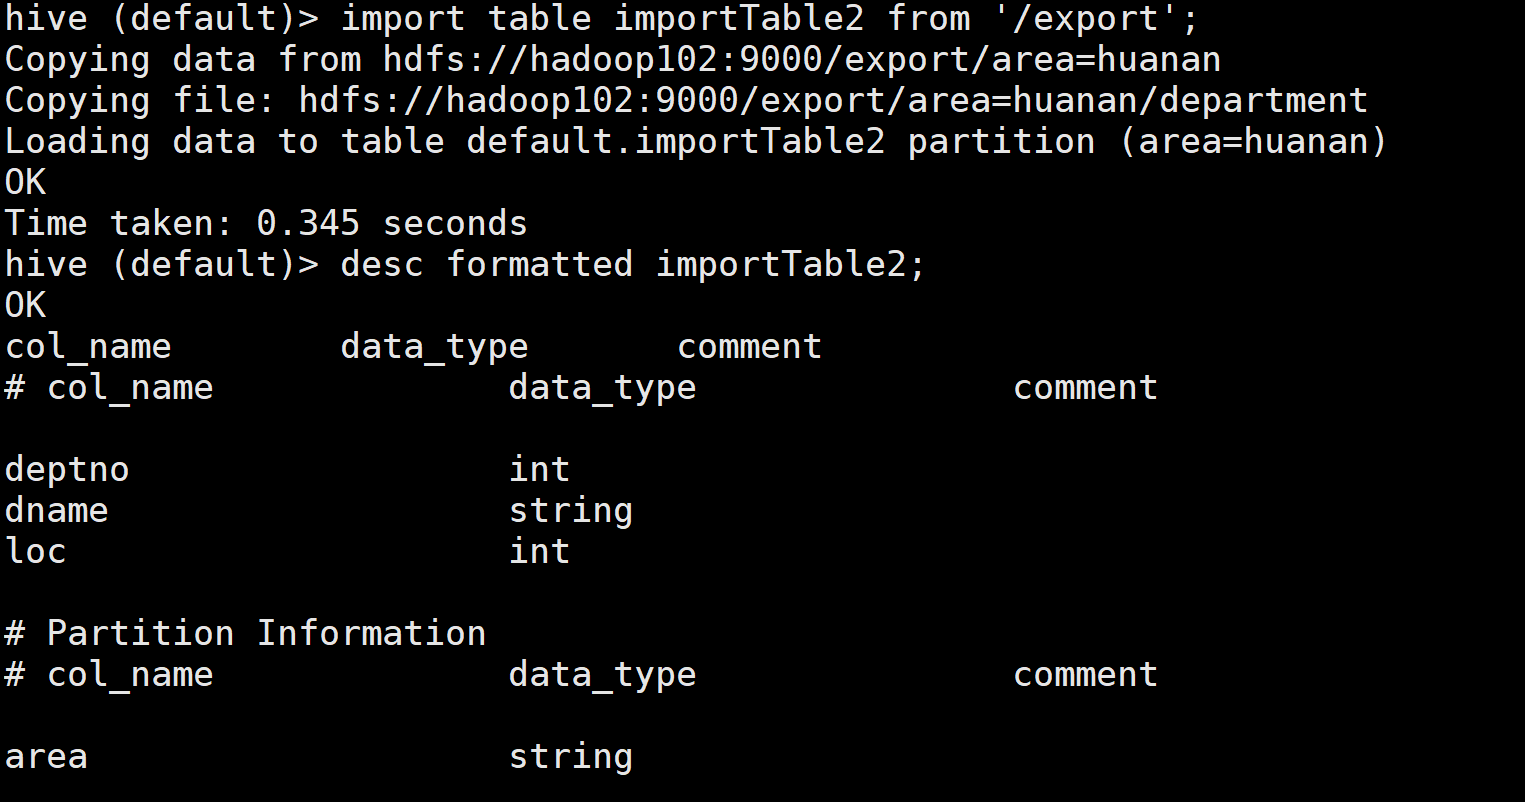 hive (default)> import table importTable2 from '/export';
Copying data from hdfs://hadoop102:9000/export/area=huanan
Copying file: hdfs://hadoop102:9000/export/area=huanan/department
Loading data to table default.importTable2 partition (area=huanan)
OK
Time taken: 0.345 seconds
hive (default)> desc formatted importTable2;
OK
col_name data_type comment
# col_name data_type comment
deptno int
dname string
loc int
# Partition Information
# col_name data_type comment
area string